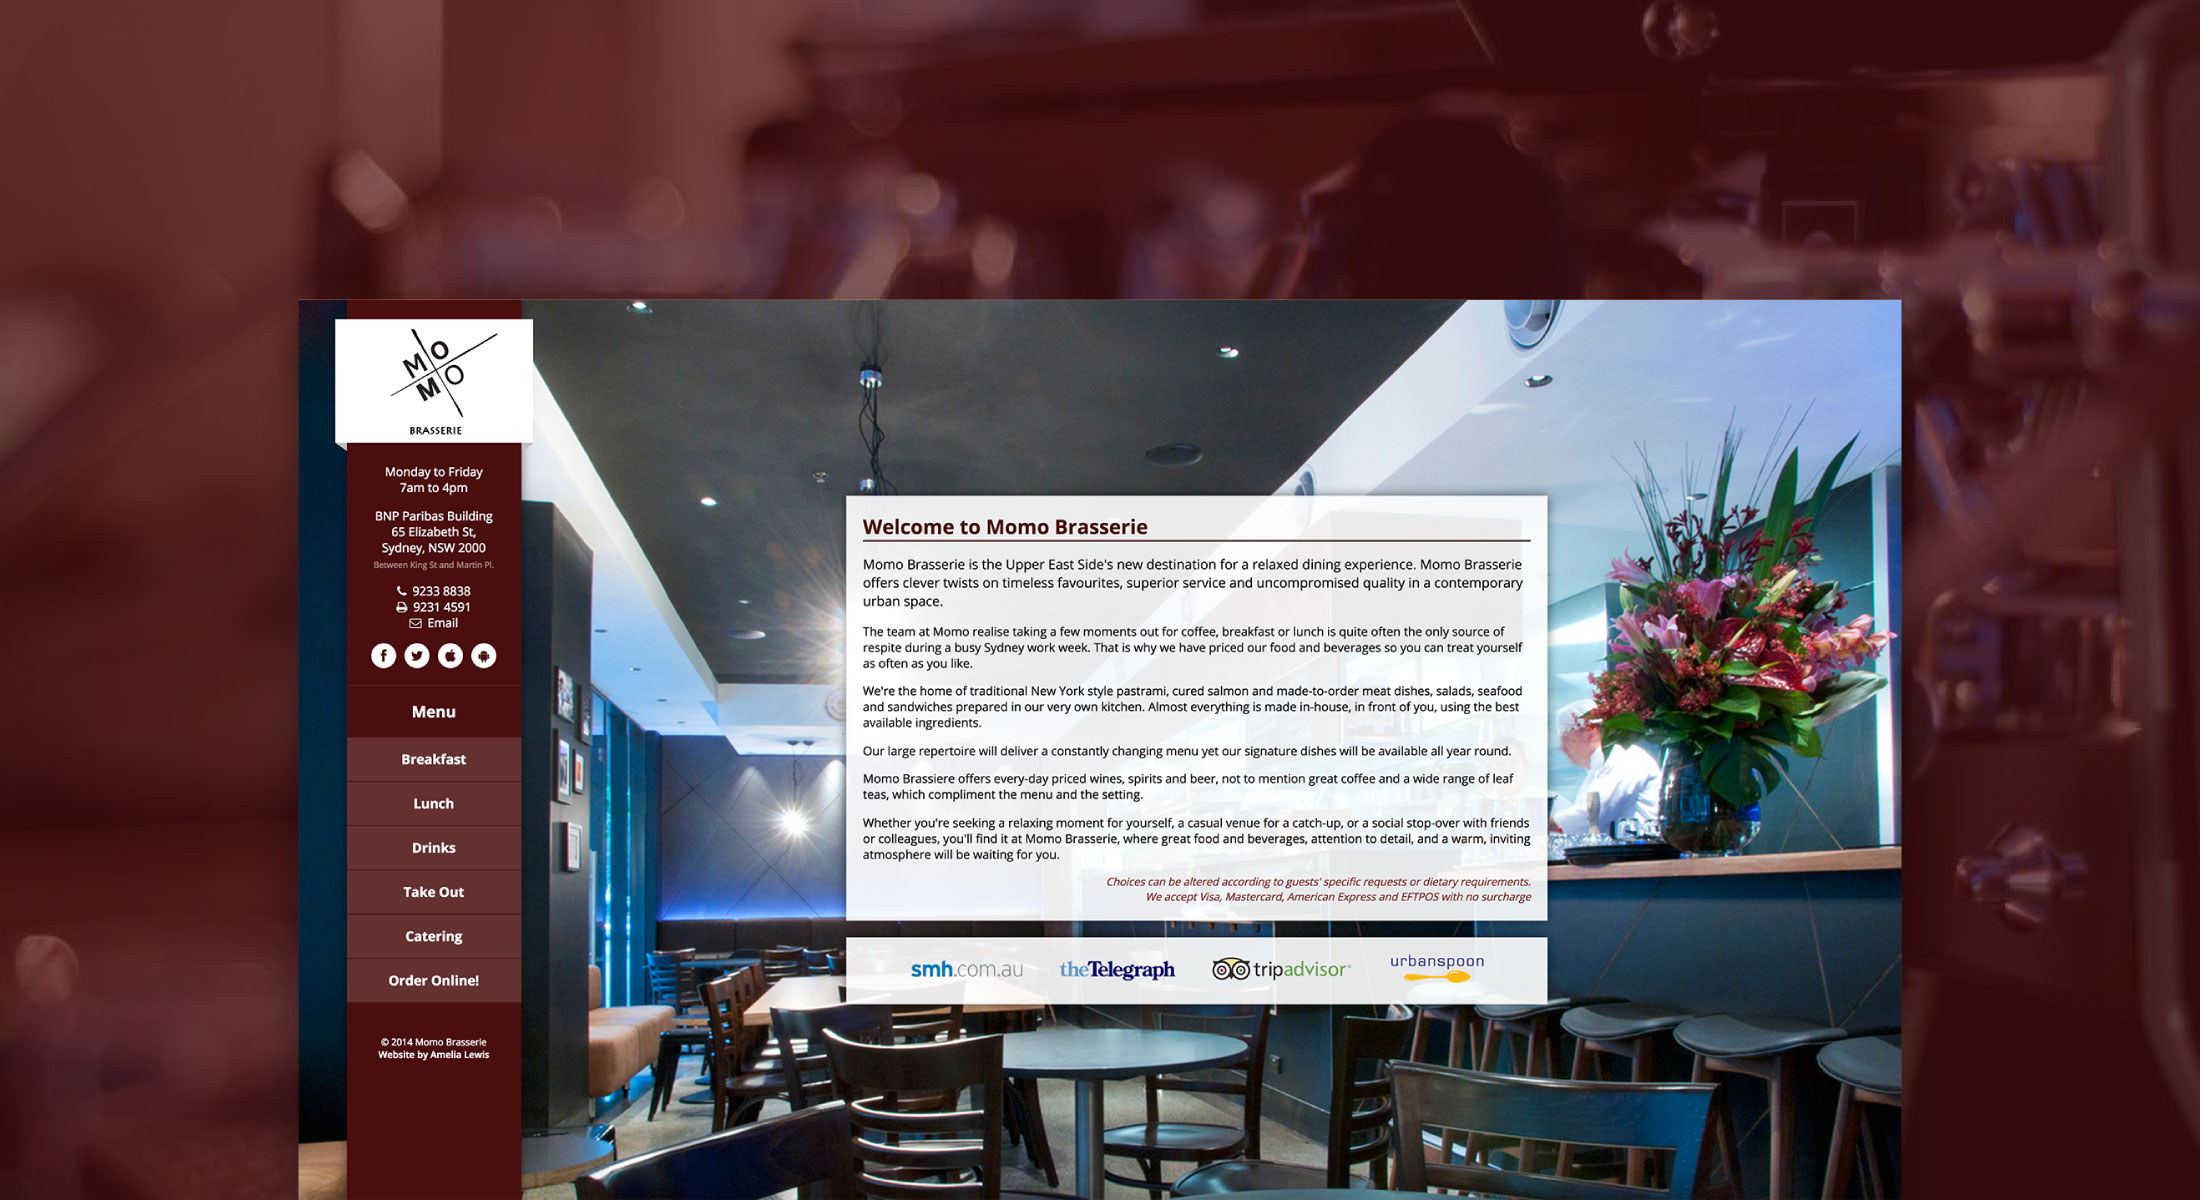 MO
MO
BRASSERIE
Monday to Friday
7am to 4pm
BNP Paribas Building
65 Elizabeth St,
Sydney, NSW 2000
Between King St and Martin Pl.
9233 8838
9231 4591
Email
Menu
Breakfast
Lunch
Drinks
Take Out
Catering
Order Online!
© 2014 Momo Brasserie
Website by Amelia Lewis
Welcome to Momo Brasserie
Momo Brasserie is the Upper East Side's new destination for a relaxed dining experience. Momo Brasserie
offers clever twists on timeless favourites, superior service and uncompromised quality in a contemporary
urban space.
The team at Momo realise taking a few moments out for coffee, breakfast or lunch is quite often the only source of
respite during a busy Sydney work week. That is why we have priced our food and beverages so you can treat yourself
as often as you like.
We're the home of traditional New York style pastrami, cured salmon and made-to-order meat dishes, salads, seafood
and sandwiches prepared in our very own kitchen. Almost everything is made in-house, in front of you, using the best
available ingredients.
Our large repertoire will deliver a constantly changing menu yet our signature dishes will be available all year round.
Momo Brassiere offers every-day priced wines, spirits and beer, not to mention great coffee and a wide range of leaf
teas, which compliment the menu and the setting.
Whether you're seeking a relaxing moment for yourself, a casual venue for a catch-up, or a social stop-over with friends
or colleagues, you'll find it at Momo Brasserie, where great food and beverages, attention to detail, and a warm, inviting
atmosphere will be waiting for you.
Choices can be altered according to guests' specific requests or dietary requirements.
We accept Visa, Mastercard, American Express and EFTPOS with no surcharge
smh.com.au
theTelegraph
tripadvisor
urbanspoon